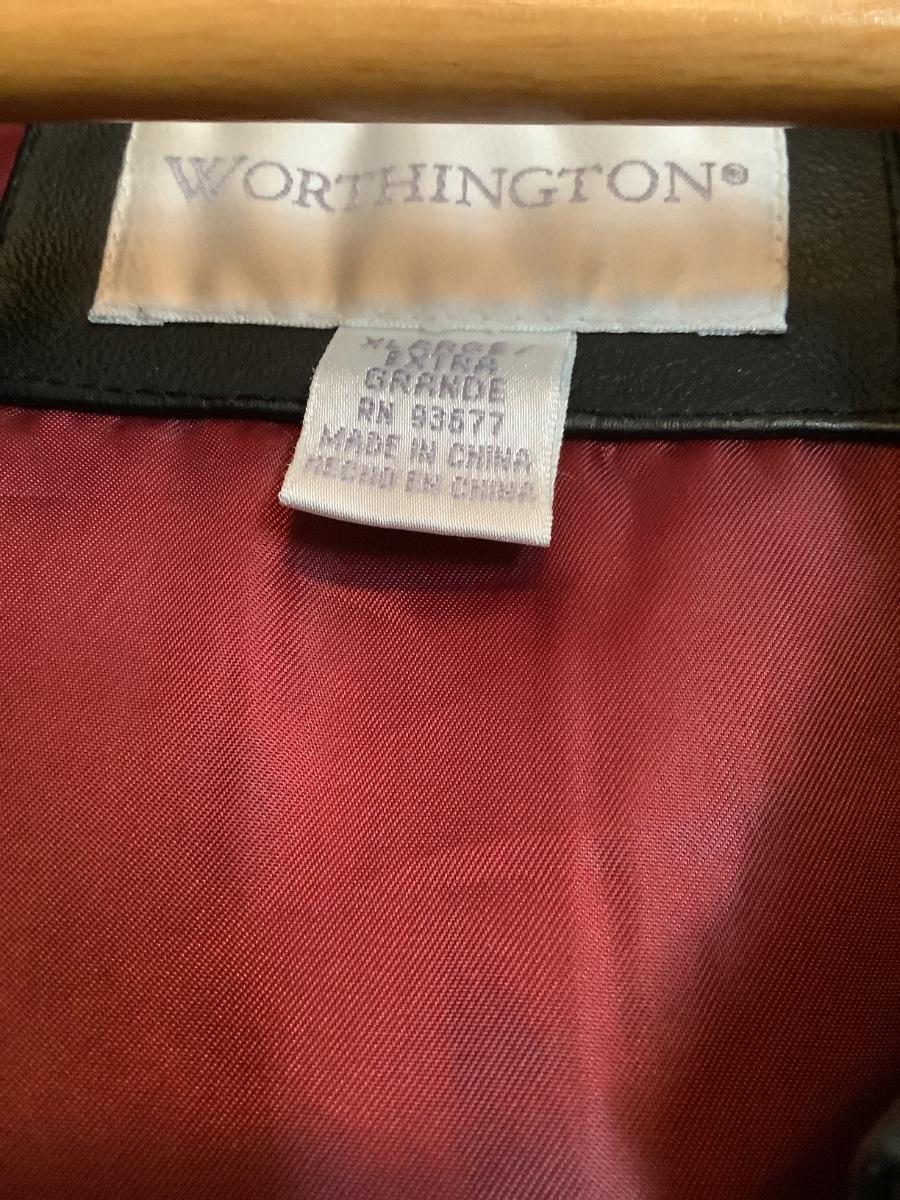 WORTHINGTON®
XLARGE/
EXTRA
GRANDE
RN 93677
MADE IN CHINA
HECHO EN CHINA